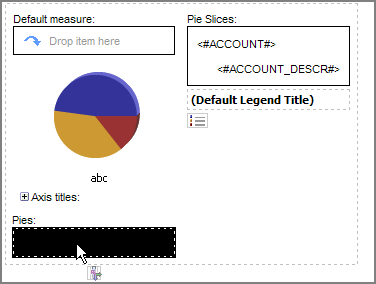 Default measure:
Drop item here
abc
Axis titles:
Pies:
Pie Slices:
<#ACCOUNT#>
<#ACCOUNT_DESCR#>
(Default Legend Title)